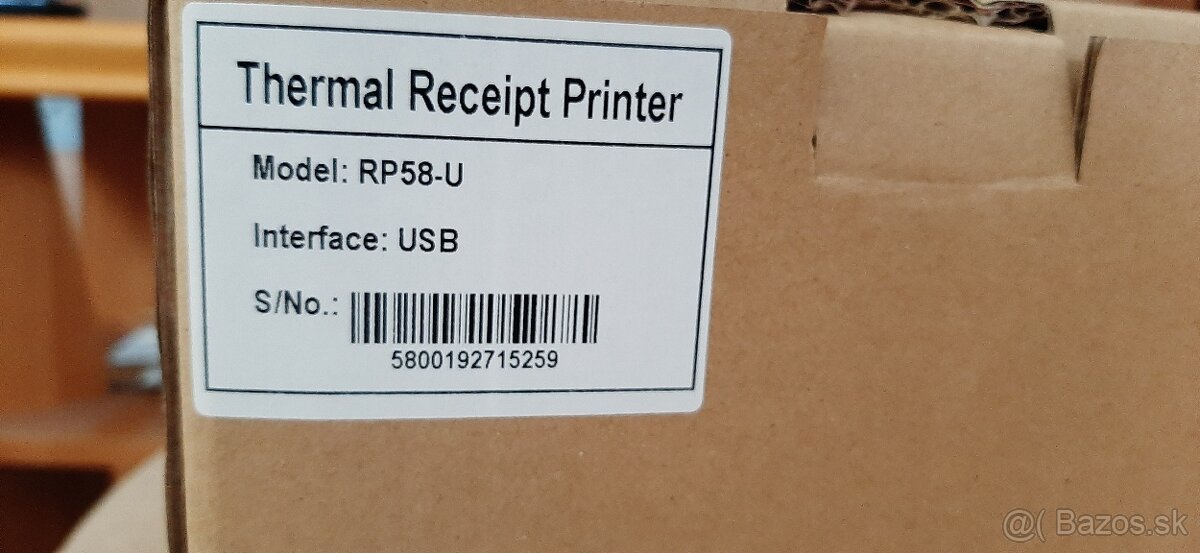 Thermal Receipt Printer
Model: RP58-U
Interface: USB
S/No.:
5800192715259
@( Bazos.sk